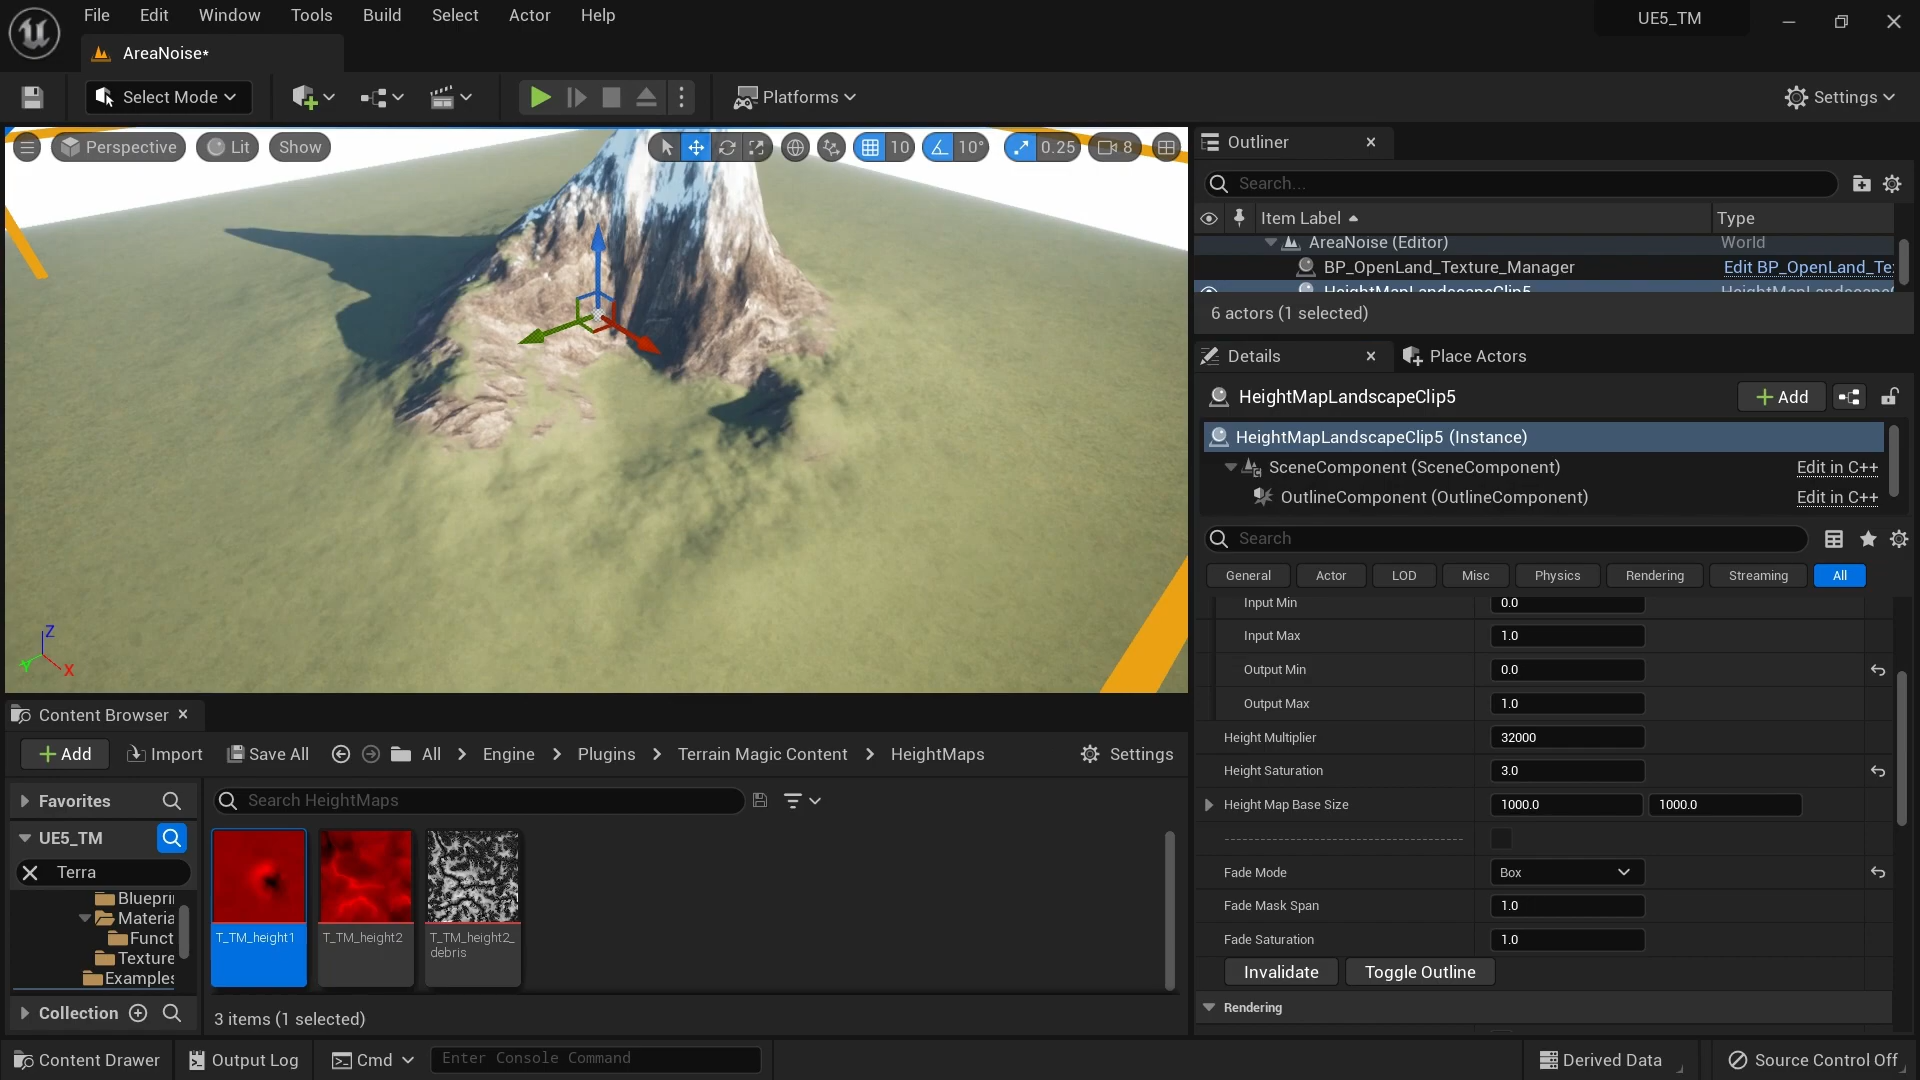 File Edit Window Tools Build Select Actor Help
UE5_TM
AreaNoise*
Select Mode
Platforms
Settings
Perspective Lit Show 10 10° 0.25 8
Outliner
Search...
Item Label Type
AreaNoise (Editor) World
BP_OpenLand_Texture_Manager Edit BP_OpenLand_Te
HeightMapLandscapeClip5 HeightMapLandscape
6 actors (1 selected)
Details Place Actors
HeightMapLandscapeClip5 Add
HeightMapLandscapeClip5 (Instance)
SceneComponent (SceneComponent) Edit in C++
OutlineComponent (OutlineComponent) Edit in C++
Search
General Actor LOD Misc Physics Rendering Streaming All
Input Min 0.0
Input Max 1.0
Output Min 0.0
Output Max 1.0
Height Multiplier 32000
Height Saturation 3.0
Height Map Base Size 1000.0 1000.0
--------------------------------
Fade Mode Box
Fade Mask Span 1.0
Fade Saturation 1.0
Invalidate Toggle Outline
Rendering
Z
Y X
Content Browser
Add Import Save All All Engine Plugins Terrain Magic Content HeightMaps Settings
Favorites
UE5_TM
Terra
Blueprin
Materia
Funct
Texture
Examples
Collection
Search HeightMaps
T_TM_height1
T_TM_height2
T_TM_height2_
debris
3 items (1 selected)
Content Drawer Output Log Cmd Enter Console Command Derived Data Source Control Off